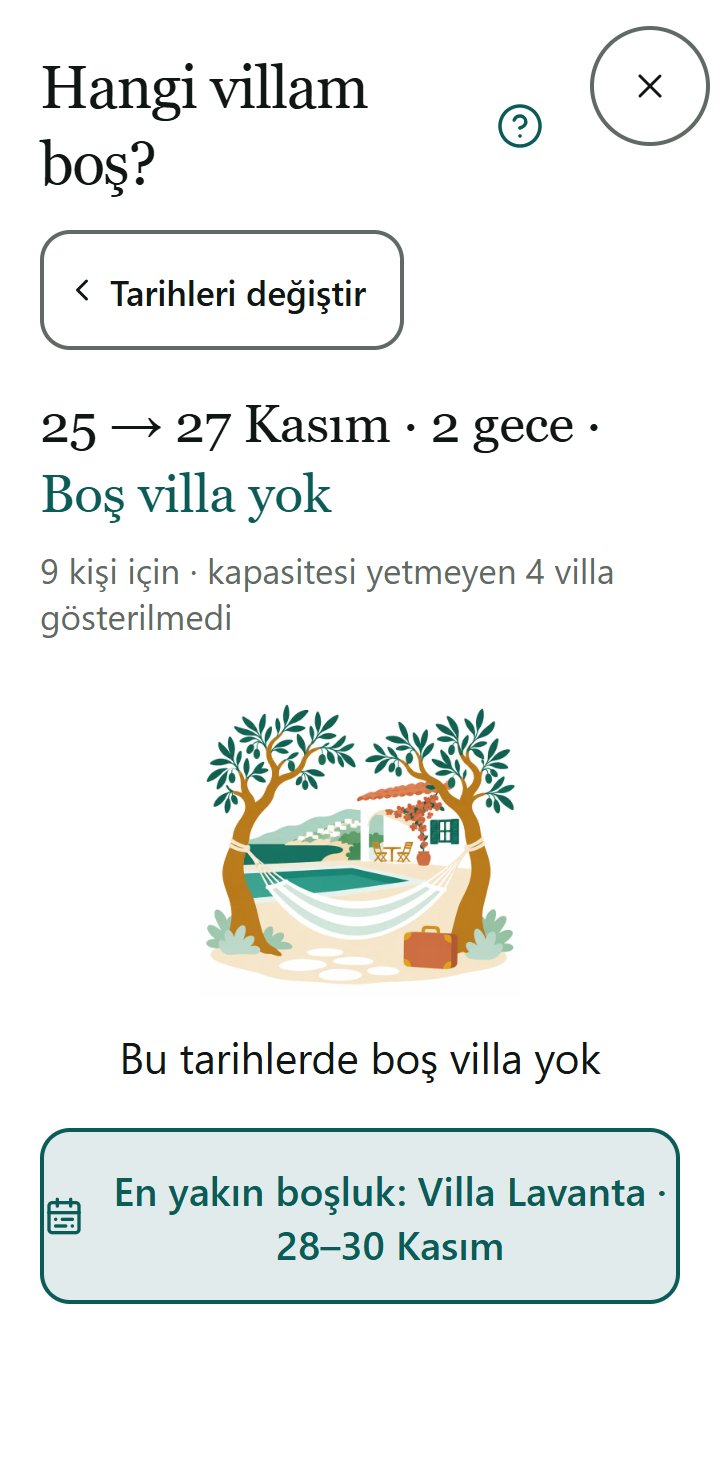 Hangi villam
boş?
Tarihleri değiştir
25 → 27 Kasım · 2 gece ·
Boş villa yok
9 kişi için · kapasitesi yetmeyen 4 villa
gösterilmedi
Bu tarihlerde boş villa yok
En yakın boşluk: Villa Lavanta ·
28–30 Kasım